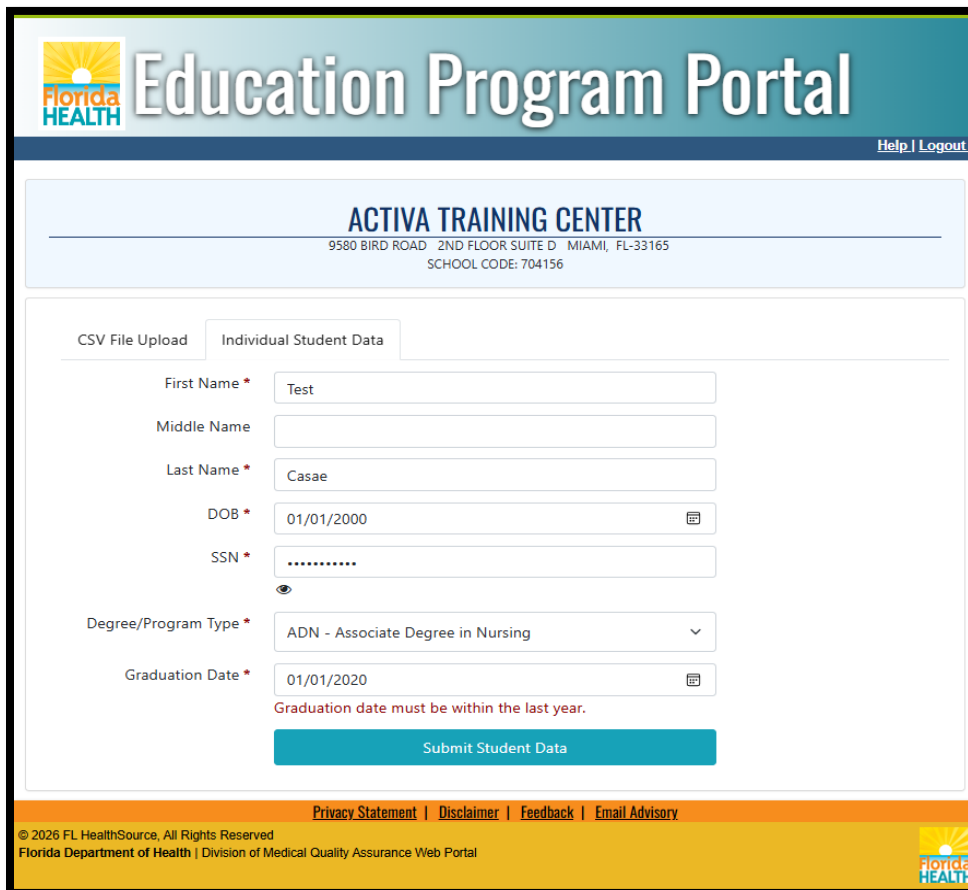 Florida
HEALTH
Education Program Portal
Help | Logout
ACTIVA TRAINING CENTER
9580 BIRD ROAD 2ND FLOOR SUITE D MIAMI, FL-33165
SCHOOL CODE: 704156
CSV File Upload
Individual Student Data
First Name *
Test
Middle Name
Last Name *
Casae
DOB *
01/01/2000
SSN *
•••••••••••
Degree/Program Type *
ADN - Associate Degree in Nursing
Graduation Date *
01/01/2020
Graduation date must be within the last year.
Submit Student Data
Privacy Statement | Disclaimer | Feedback | Email Advisory
© 2026 FL HealthSource, All Rights Reserved
Florida Department of Health | Division of Medical Quality Assurance Web Portal
Florida
HEALTH